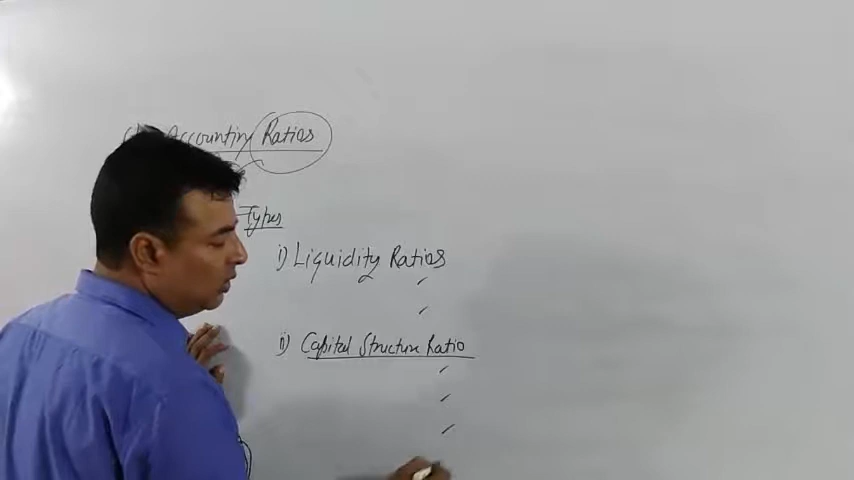 Accounting Ratios
Types
i) Liquidity Ratios
ii) Capital Structure Ratio